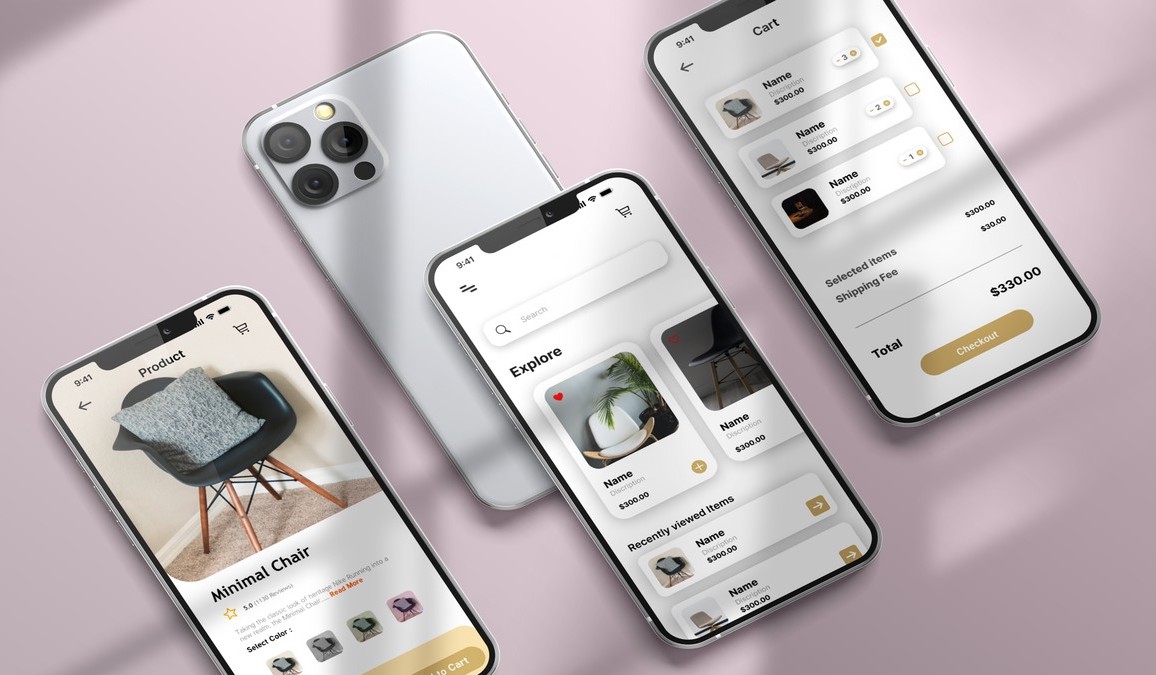 9:41
Product
Minimal Chair
5.0 (1130 Reviews)
Taking the classic look of heritage Nike Running into a
new realm, the Minimal Chair.....Read More
Select Color :
to Cart
9:41
Search
Explore
Name
Discription
$300.00
Name
Discription
$300.00
Recently viewed Items
Name
Discription
$300.00
Name
Discription
$300.00
9:41
Cart
Name
Discription
$300.00
- 3
Name
Discription
$300.00
- 2
Name
Discription
$300.00
- 1
Selected items $300.00
Shipping Fee $30.00
Total $330.00
Checkout